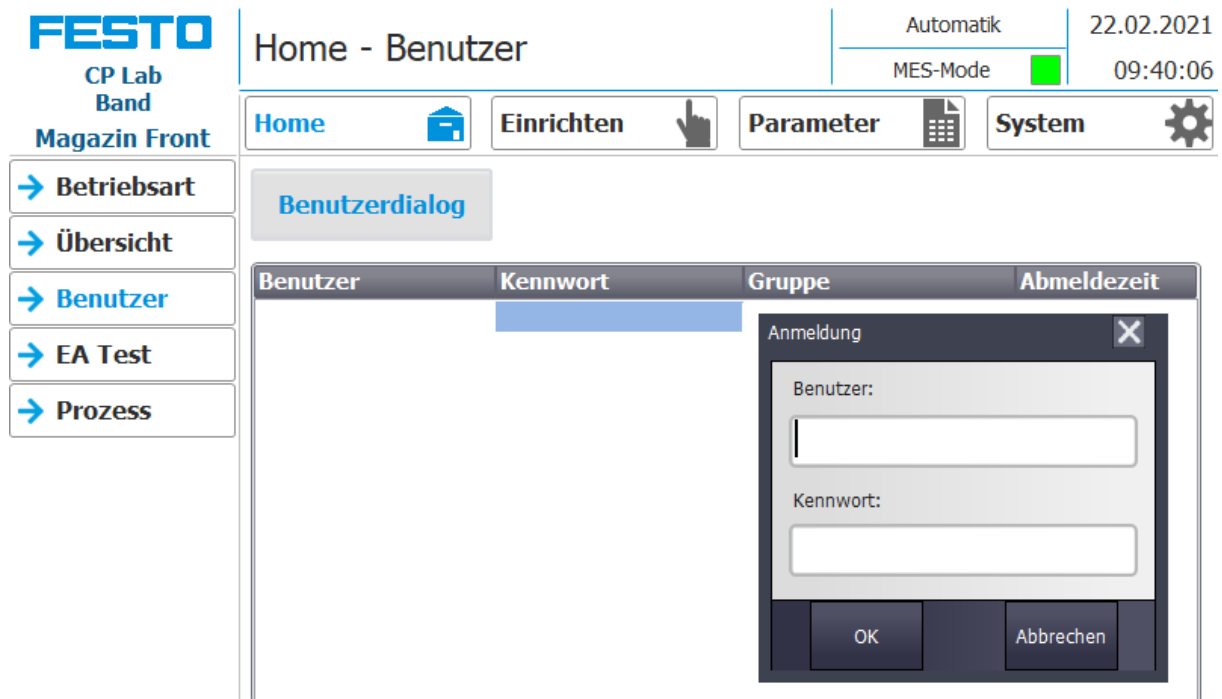 FESTO
CP Lab
Band
Magazin Front
Home - Benutzer
Automatik
MES-Mode
22.02.2021
09:40:06
Home
Einrichten
Parameter
System
Betriebsart
Übersicht
Benutzer
EA Test
Prozess
Benutzerdialog
Benutzer Kennwort Gruppe Abmeldezeit
Anmeldung
Benutzer:
Kennwort:
OK
Abbrechen